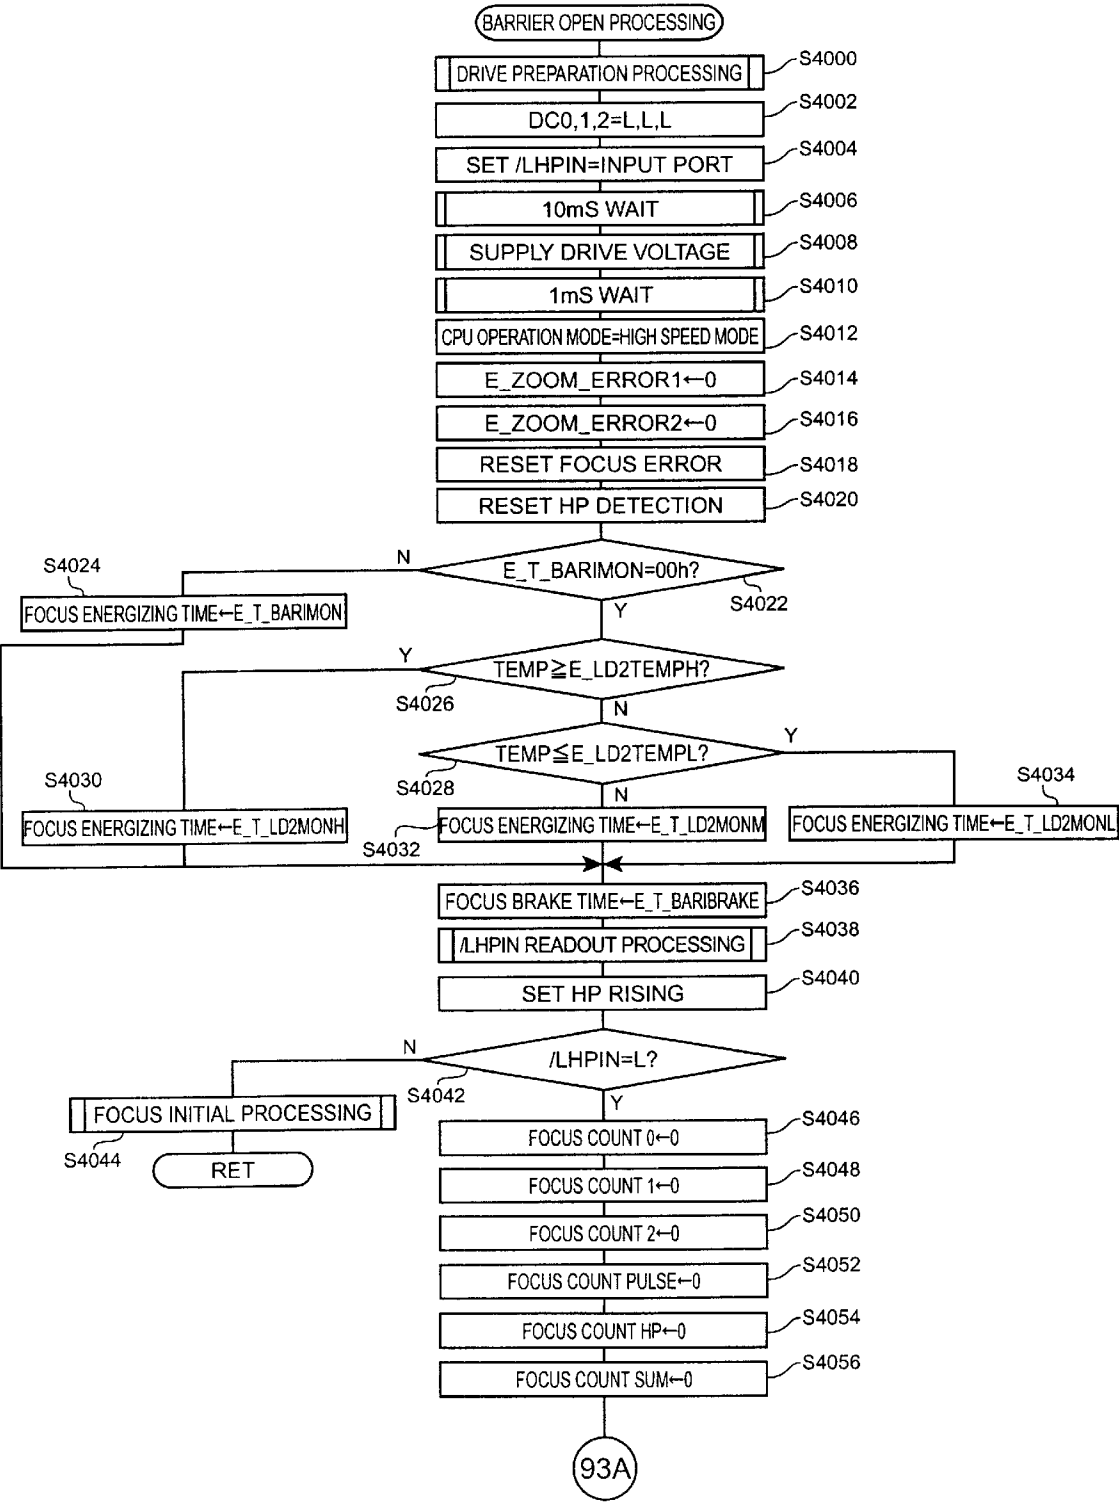 BARRIER OPEN PROCESSING
DRIVE PREPARATION PROCESSING
S4000
DC0,1,2=L,L,L
S4002
SET /LHPIN=INPUT PORT
S4004
10mS WAIT
S4006
SUPPLY DRIVE VOLTAGE
S4008
1mS WAIT
S4010
CPU OPERATION MODE=HIGH SPEED MODE
S4012
E_ZOOM_ERROR1←0
S4014
E_ZOOM_ERROR2←0
S4016
RESET FOCUS ERROR
S4018
RESET HP DETECTION
S4020
E_T_BARIMON=00h?
S4022
N
Y
S4024
FOCUS ENERGIZING TIME←E_T_BARIMON
TEMP≧E_LD2TEMPH?
S4026
Y
N
TEMP≦E_LD2TEMPL?
S4028
Y
N
S4030
FOCUS ENERGIZING TIME←E_T_LD2MONH
FOCUS ENERGIZING TIME←E_T_LD2MONM
S4032
S4034
FOCUS ENERGIZING TIME←E_T_LD2MONL
FOCUS BRAKE TIME←E_T_BARIBRAKE
S4036
/LHPIN READOUT PROCESSING
S4038
SET HP RISING
S4040
/LHPIN=L?
S4042
N
Y
FOCUS INITIAL PROCESSING
S4044
RET
FOCUS COUNT 0←0
S4046
FOCUS COUNT 1←0
S4048
FOCUS COUNT 2←0
S4050
FOCUS COUNT PULSE←0
S4052
FOCUS COUNT HP←0
S4054
FOCUS COUNT SUM←0
S4056
93A